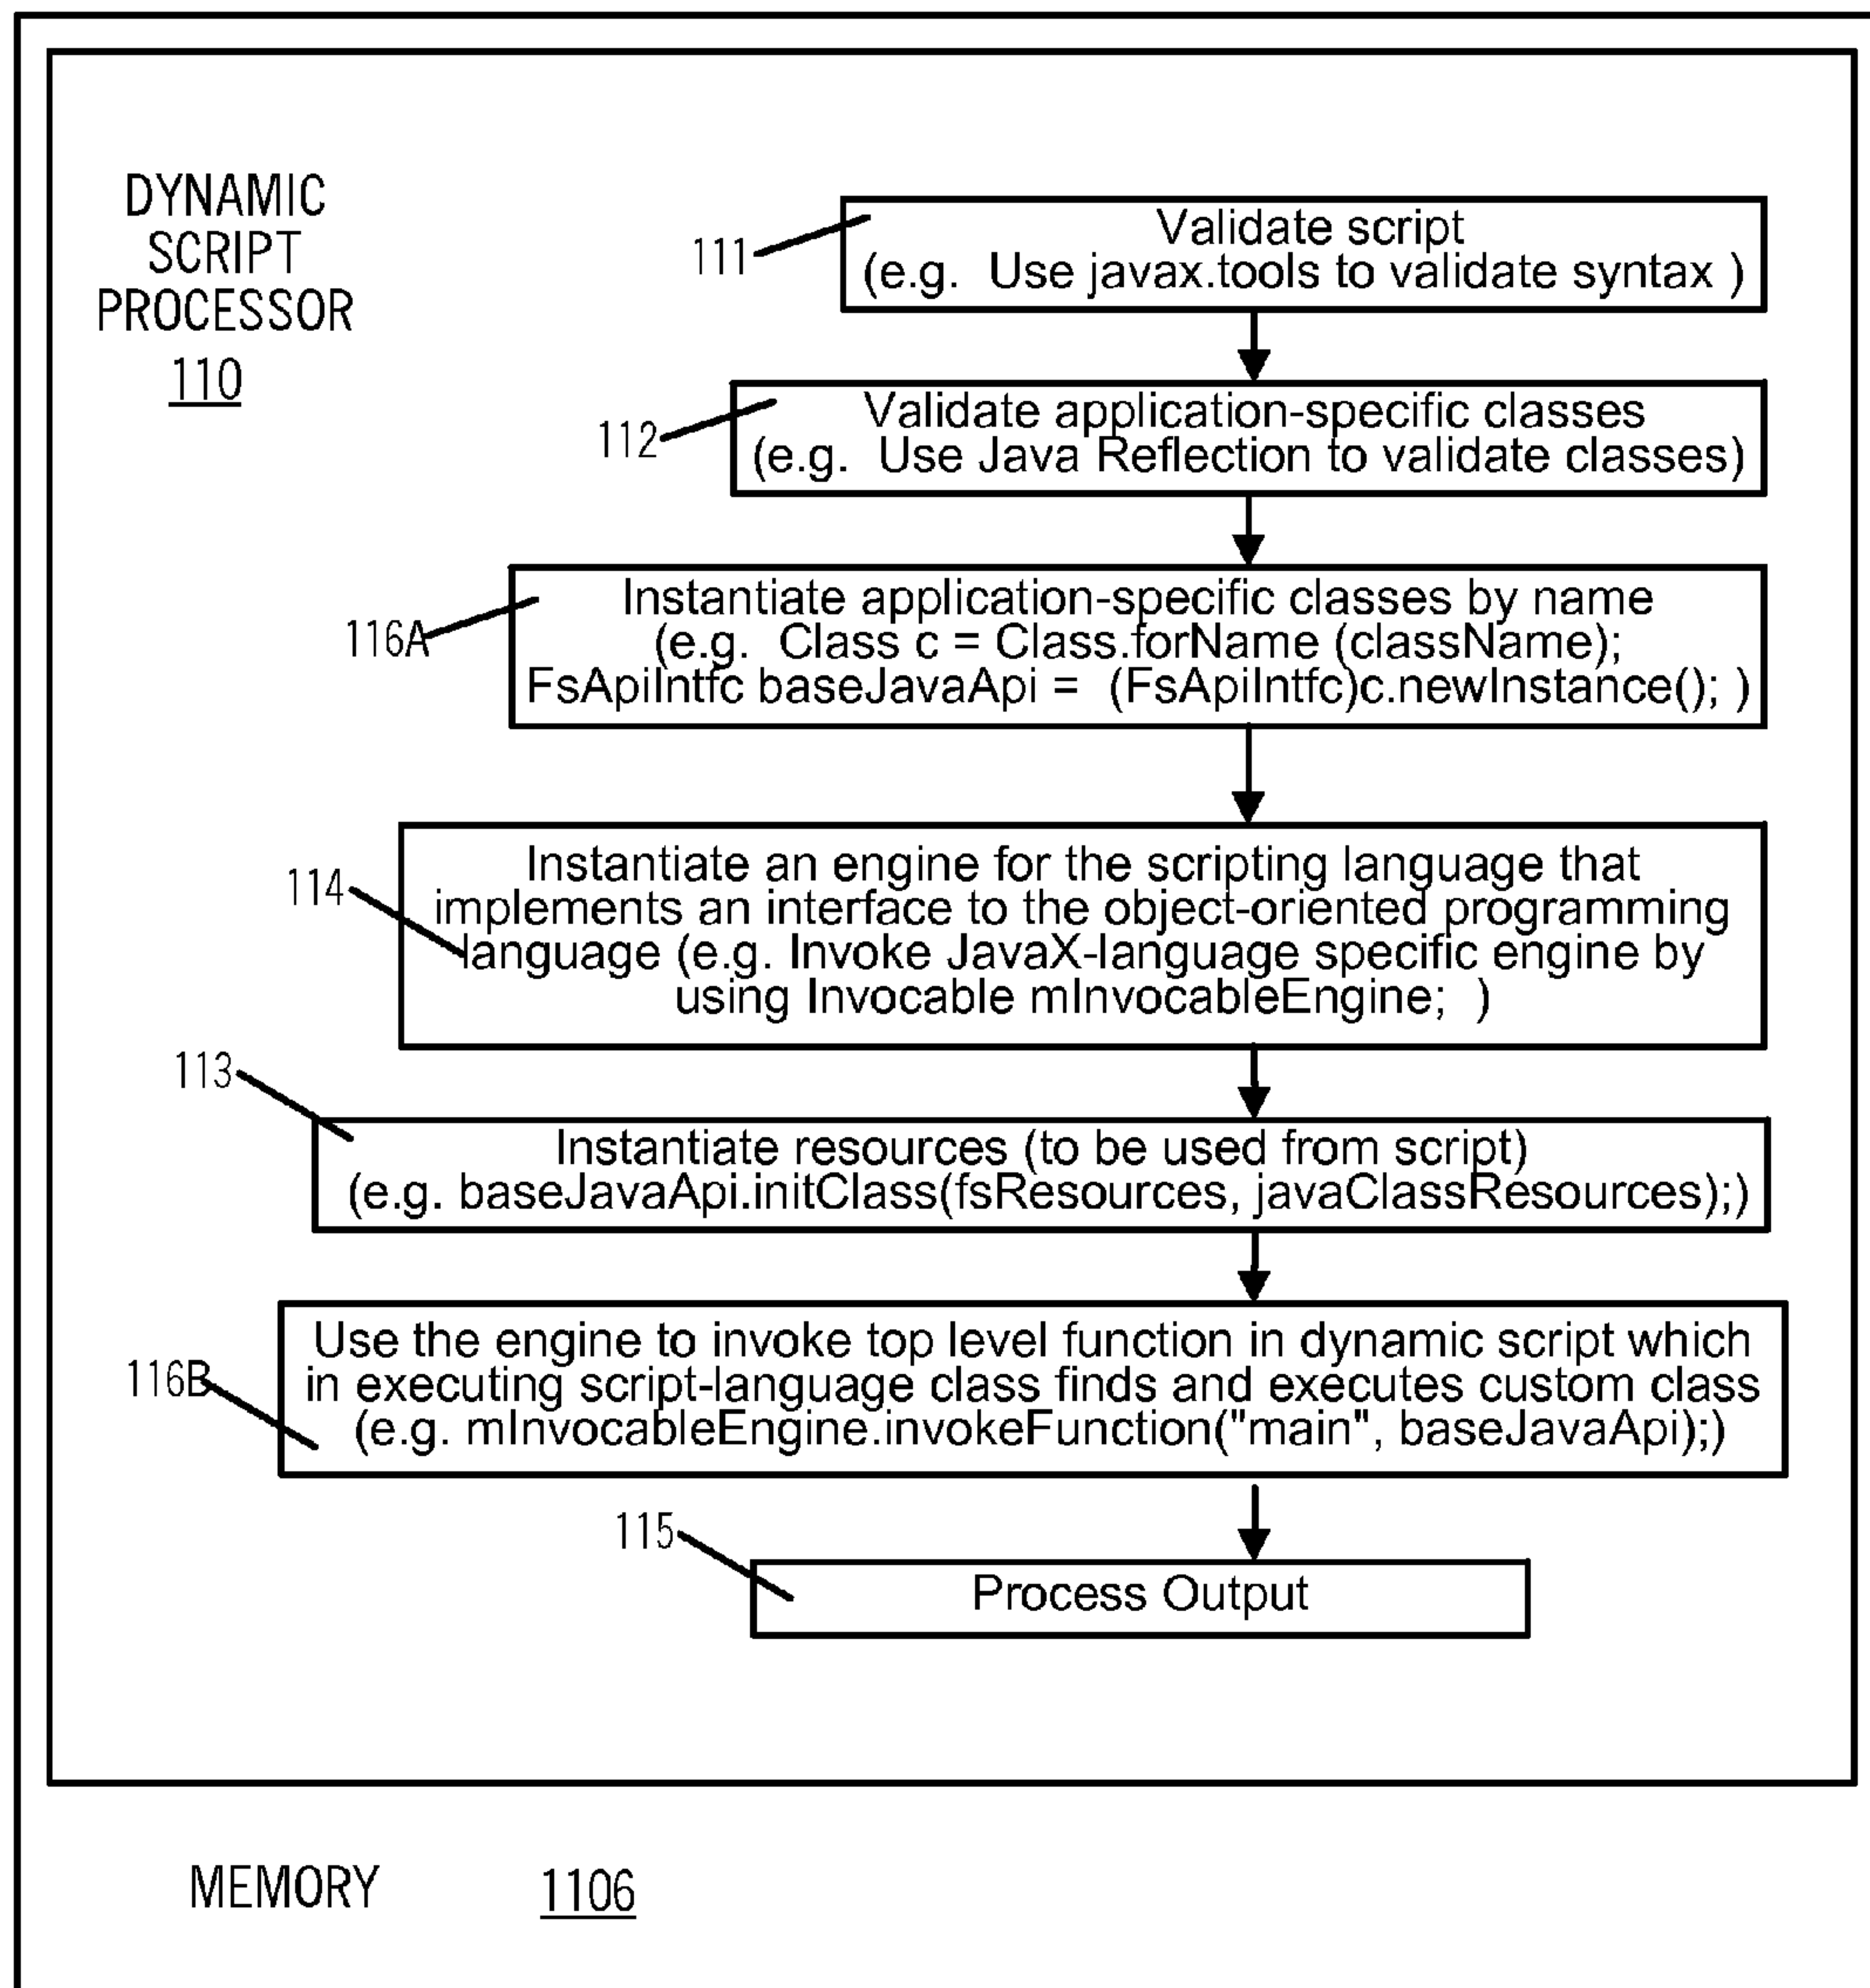 DYNAMIC
SCRIPT
PROCESSOR
110
111
Validate script
(e.g.  Use javax.tools to validate syntax )
112
Validate application-specific classes
(e.g.  Use Java Reflection to validate classes)
116A
Instantiate application-specific classes by name
(e.g.  Class c = Class.forName (className);
FsApiIntfc baseJavaApi =  (FsApiIntfc)c.newInstance(); )
114
Instantiate an engine for the scripting language that
implements an interface to the object-oriented programming
language (e.g. Invoke JavaX-language specific engine by
using Invocable mInvocableEngine;  )
113
Instantiate resources (to be used from script)
(e.g. baseJavaApi.initClass(fsResources, javaClassResources);)
116B
Use the engine to invoke top level function in dynamic script which
in executing script-language class finds and executes custom class
(e.g. mInvocableEngine.invokeFunction("main", baseJavaApi);)
115
Process Output
MEMORY 1106